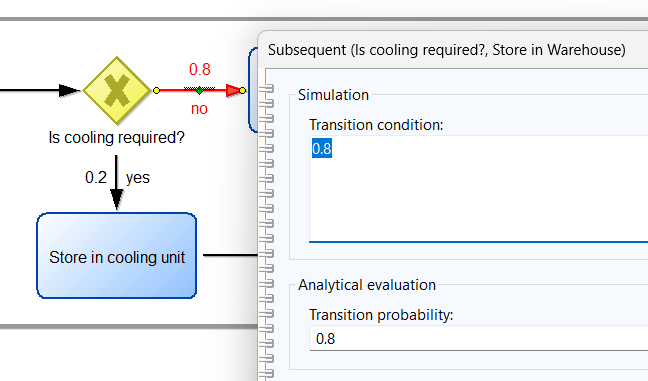 0.8
no
Is cooling required?
0.2 yes
Store in cooling unit
Subsequent (Is cooling required?, Store in Warehouse)
Simulation
Transition condition:
0.8
Analytical evaluation
Transition probability:
0.8